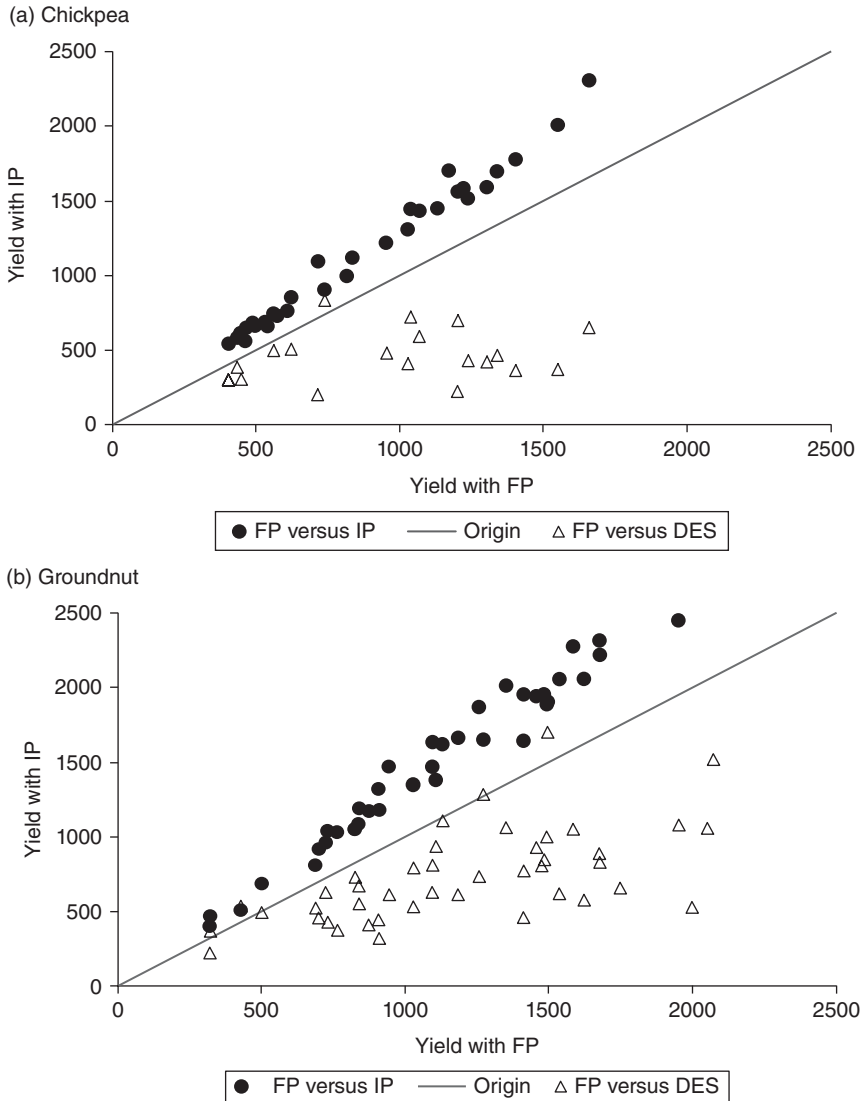 (a) Chickpea
2500
2000
1500
1000
500
0
Yield with IP
0 500 1000 1500 2000 2500
Yield with FP
FP versus IP Origin FP versus DES
(b) Groundnut
2500
2000
1500
1000
500
0
Yield with IP
0 500 1000 1500 2000 2500
Yield with FP
FP versus IP Origin FP versus DES